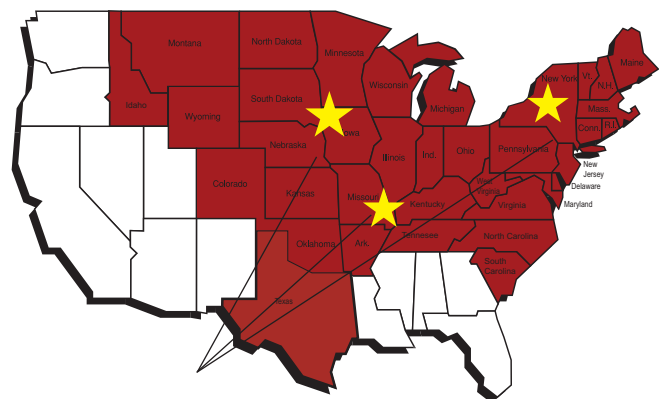 Montana
North Dakota
Minnesota
Maine
Wisconsin
New York
Vt.
N.H.
Idaho
Wyoming
South Dakota
Michigan
Mass.
Conn.
R.I.
Iowa
Nebraska
Illinois
Ind.
Ohio
Pennsylvania
New
Jersey
Colorado
Kansas
Missouri
West
Virginia
Kentucky
Virginia
Delaware
Maryland
Oklahoma
Ark.
Tennessee
North Carolina
South
Carolina
Texas